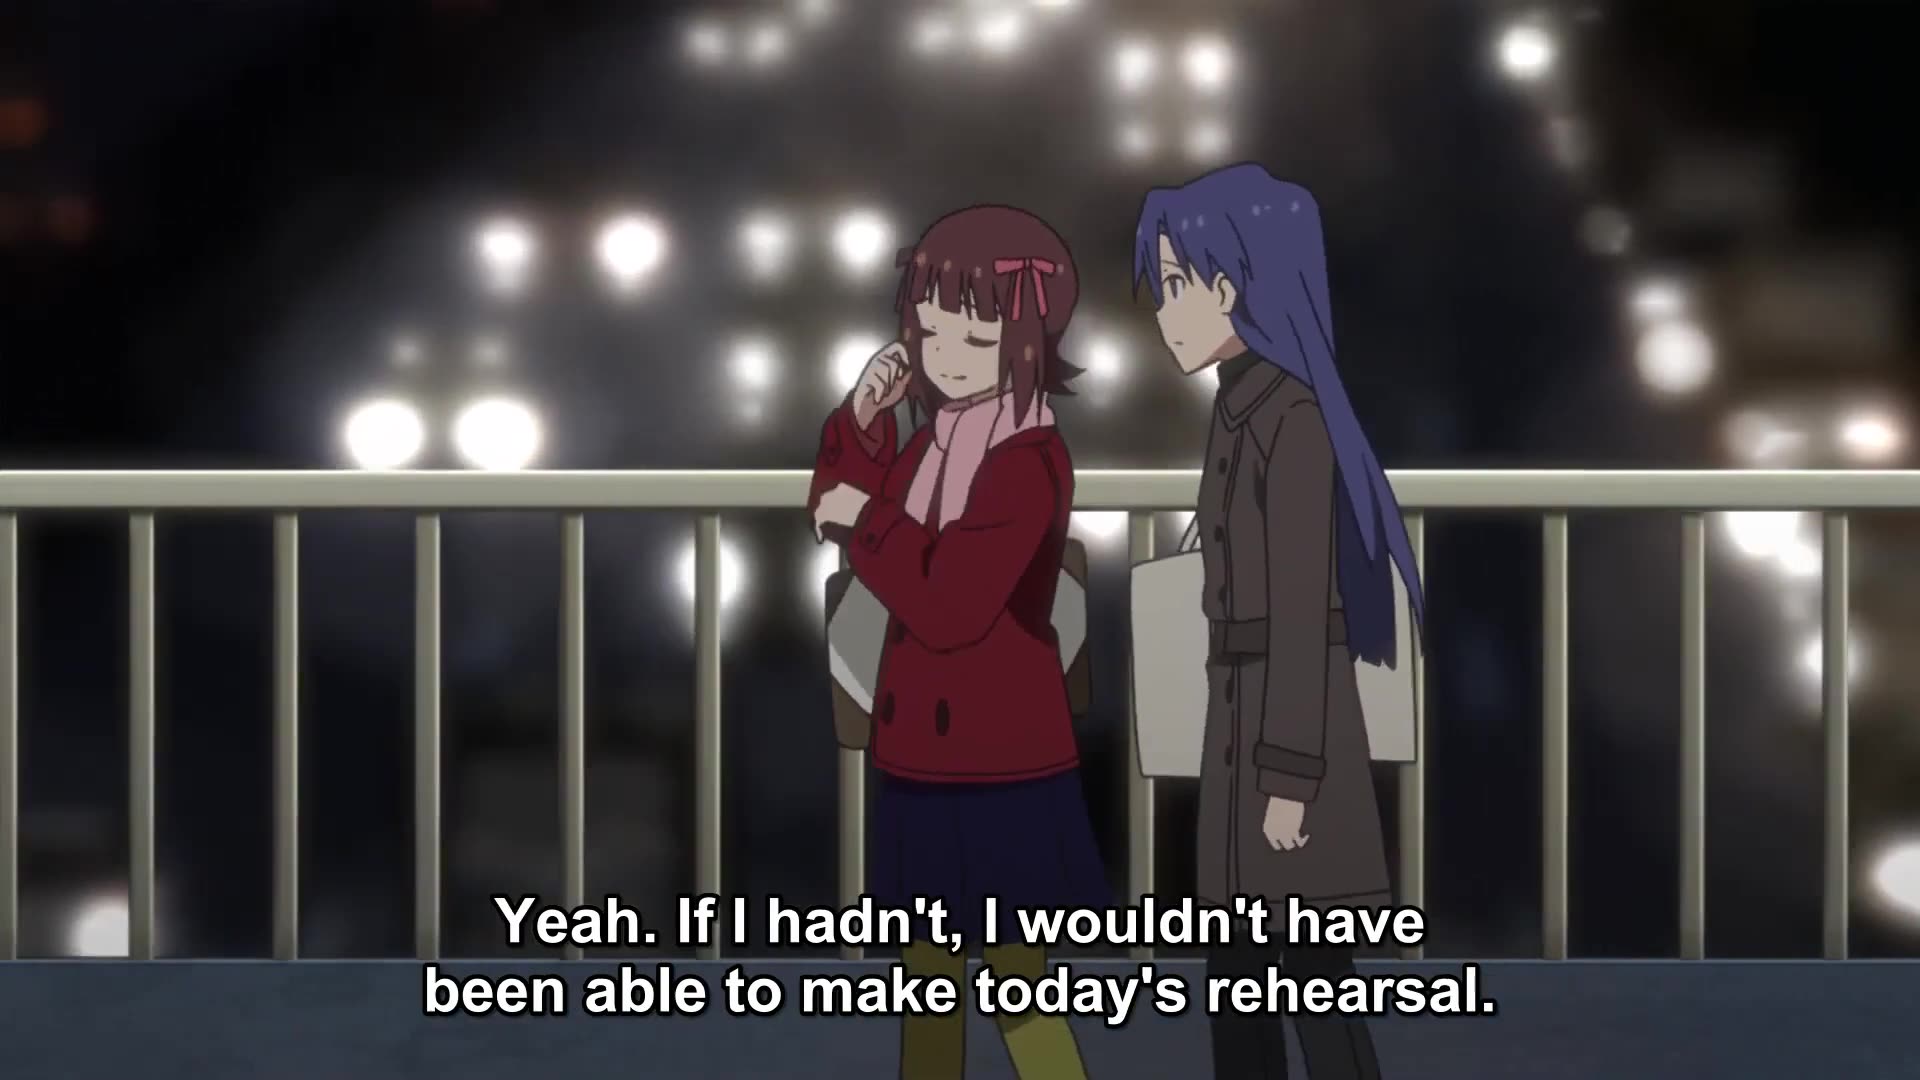 Yeah. If I hadn't, I wouldn't have
been able to make today's rehearsal.